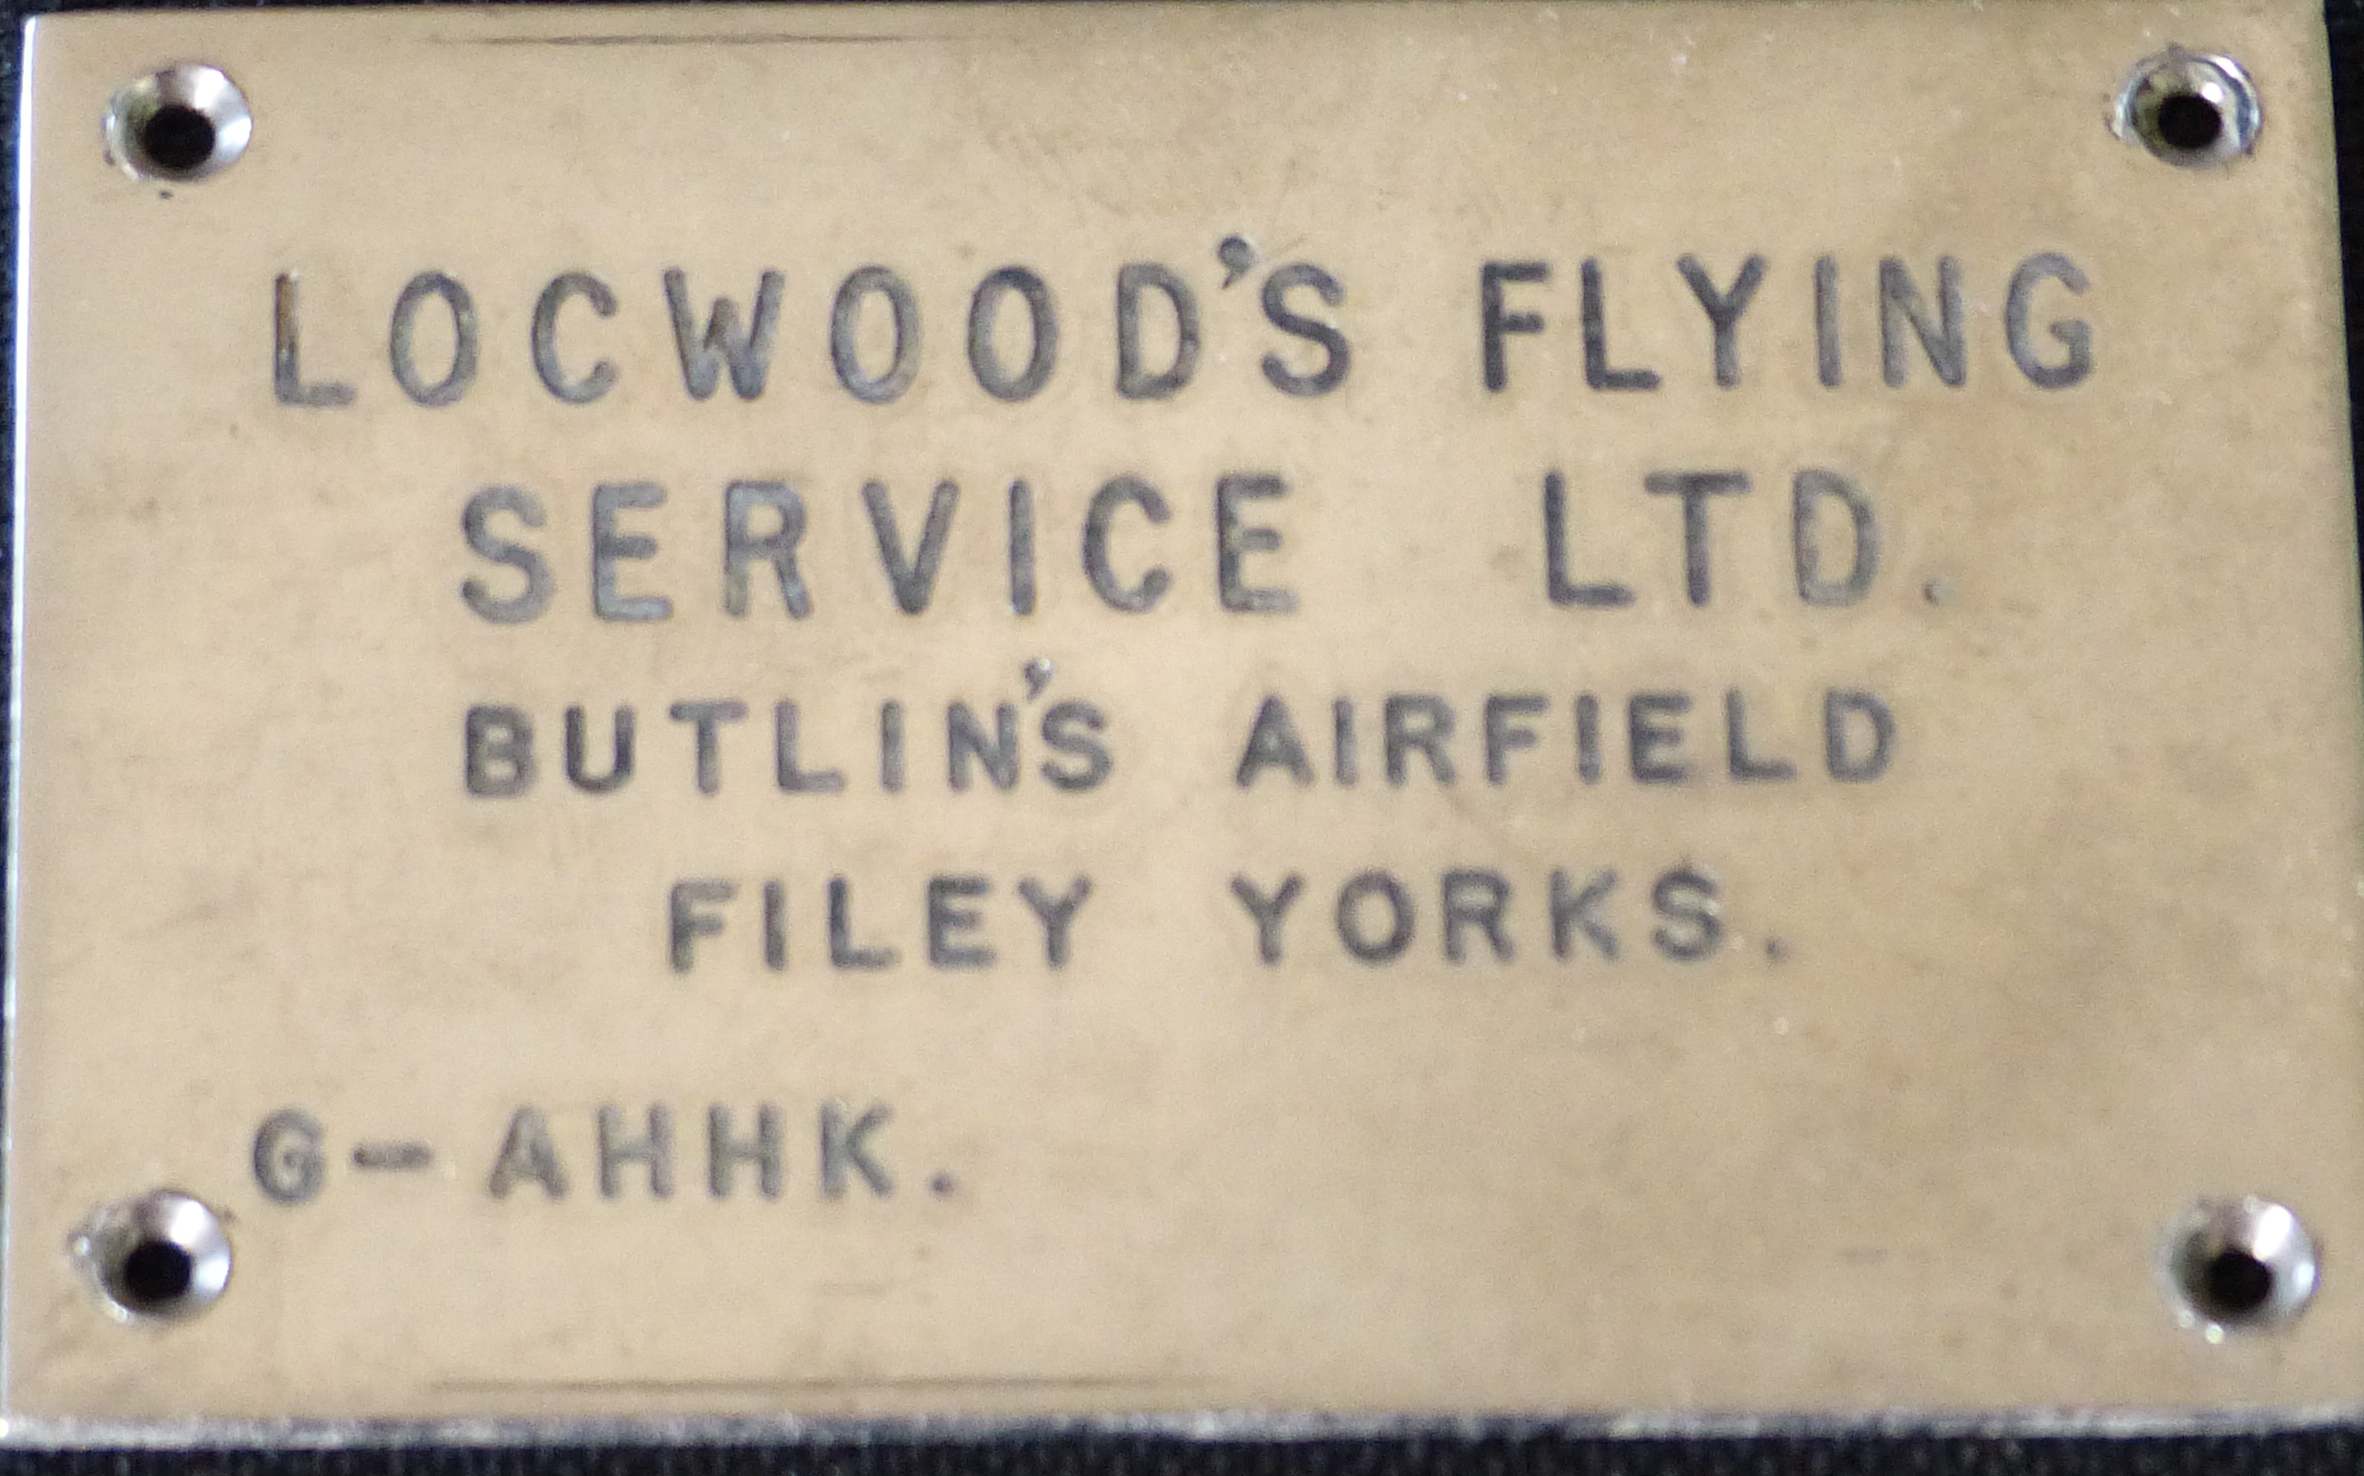 LOCWOOD'S FLYING
SERVICE LTD.
BUTLIN'S AIRFIELD
FILEY YORKS.
G-AHHK.